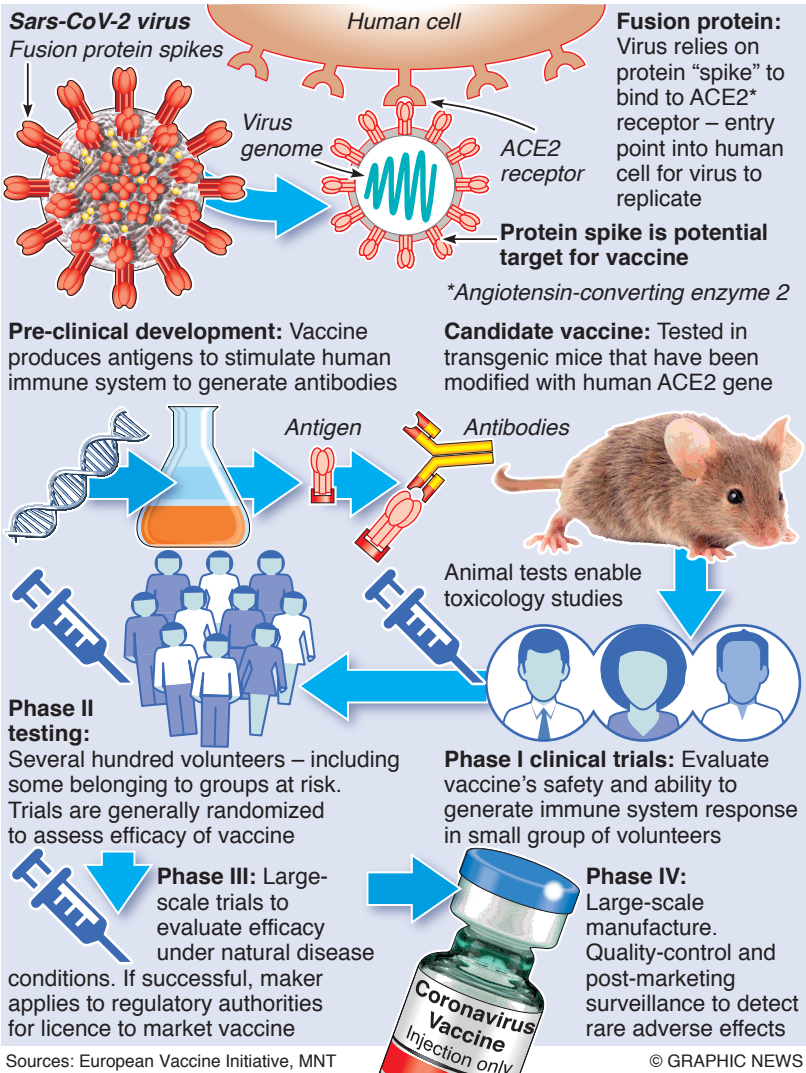 Sars-CoV-2 virus
Fusion protein spikes
Human cell
Virus
genome
ACE2
receptor
Fusion protein:
Virus relies on
protein “spike” to
bind to ACE2*
receptor – entry
point into human
cell for virus to
replicate
Protein spike is potential
target for vaccine
*Angiotensin-converting enzyme 2
Pre-clinical development: Vaccine
produces antigens to stimulate human
immune system to generate antibodies
Candidate vaccine: Tested in
transgenic mice that have been
modified with human ACE2 gene
Antigen
Antibodies
Animal tests enable
toxicology studies
Phase I clinical trials: Evaluate
vaccine’s safety and ability to
generate immune system response
in small group of volunteers
Phase II
testing:
Several hundred volunteers – including
some belonging to groups at risk.
Trials are generally randomized
to assess efficacy of vaccine
Phase III: Large-
scale trials to
evaluate efficacy
under natural disease
conditions. If successful, maker
applies to regulatory authorities
for licence to market vaccine
Coronavirus
Vaccine
Injection only
Phase IV:
Large-scale
manufacture.
Quality-control and
post-marketing
surveillance to detect
rare adverse effects
Sources: European Vaccine Initiative, MNT
© GRAPHIC NEWS